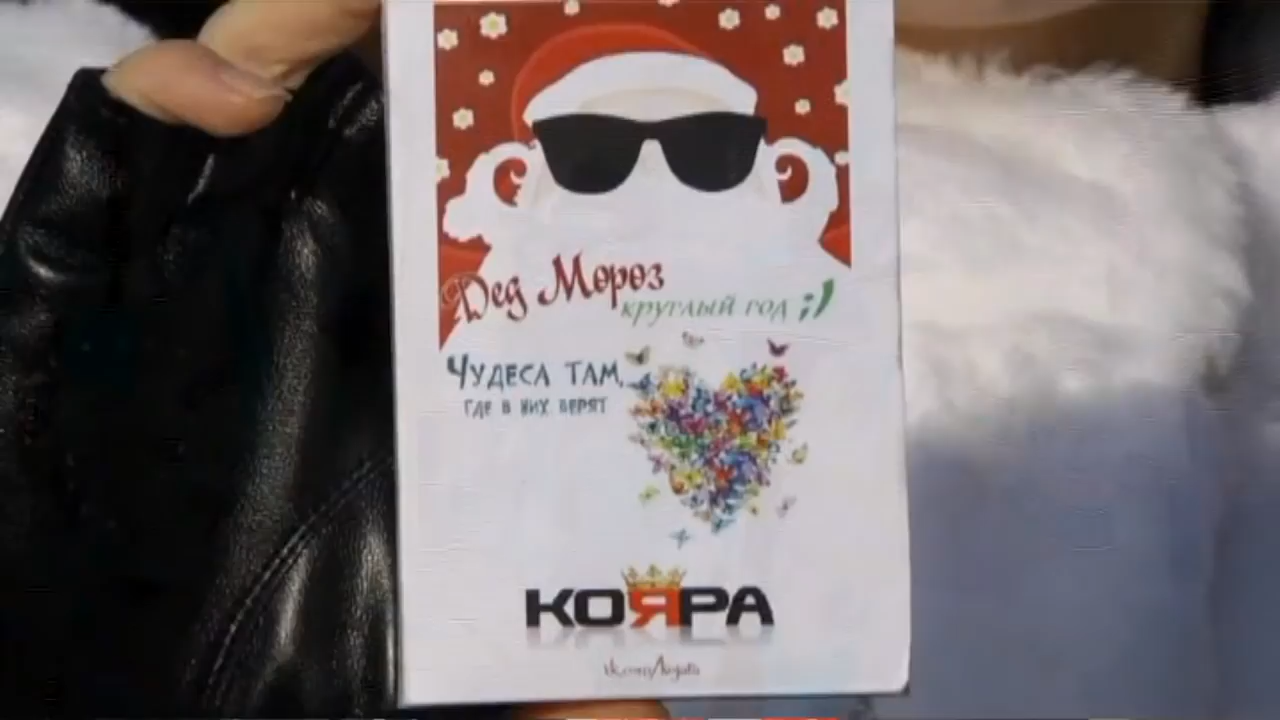 Дед Мороз
круглый год ;)
Чудеса там,
где в них верят
КОЯРА